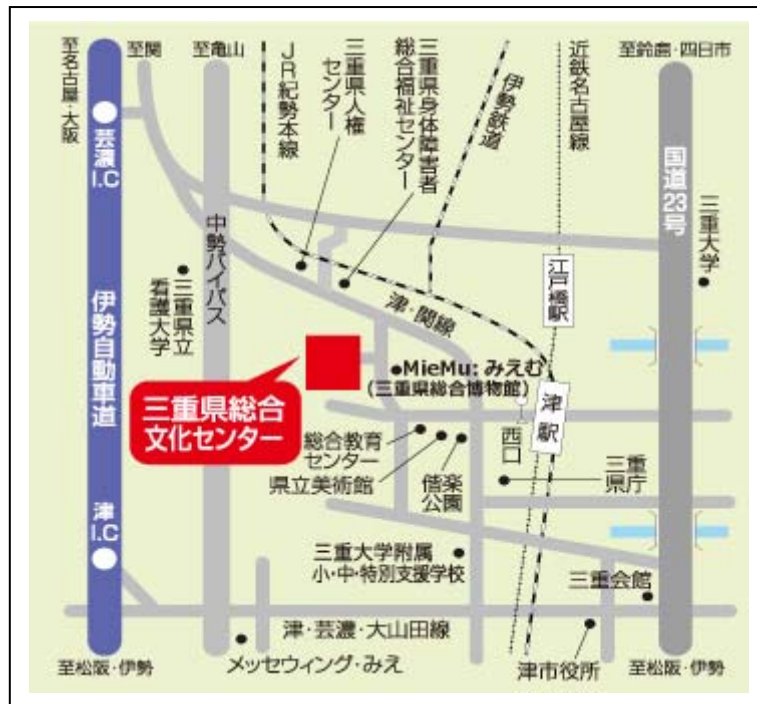 至名古屋・大阪
至関
至亀山
JR紀勢本線
三重県人権
センター
三重県身体障害者
総合福祉センター
伊勢鉄道
近鉄名古屋線
至鈴鹿・四日市
芸濃
I.C
中勢バイパス
国道23号
三重大学
三重県立
看護大学
江戸橋駅
津・関線
伊勢自動車道
MieMu:みえむ
(三重県総合博物館)
三重県総合
文化センター
津駅
西口
総合教育
センター
県立美術館
偕楽
公園
三重
県庁
津
I.C
三重大学附属
小・中・特別支援学校
三重会館
津・芸濃・大山田線
至松阪・伊勢
メッセウィング・みえ
津市役所
至松阪・伊勢